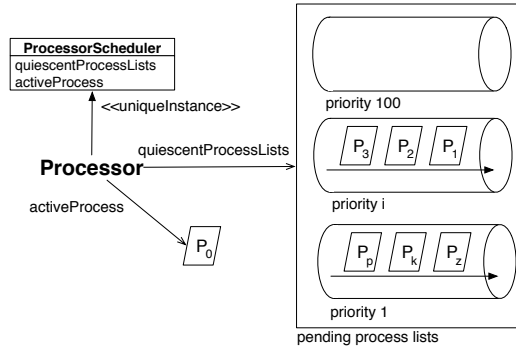 ProcessorScheduler
quiescentProcessLists
activeProcess
<<uniqueInstance>>
Processor
quiescentProcessLists
activeProcess
P0
priority 100
P3 P2 P1
priority i
Pp Pk Pz
priority 1
pending process lists